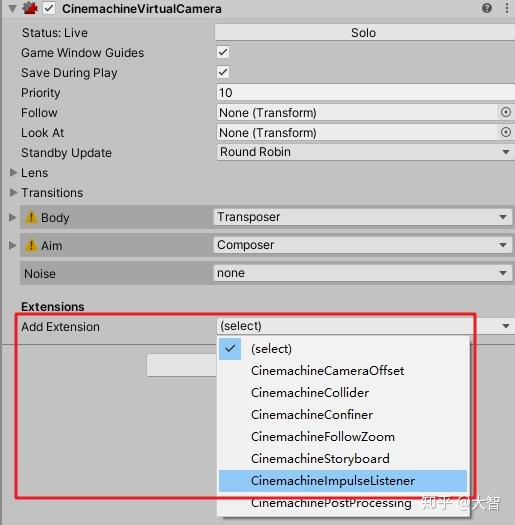 CinemachineVirtualCamera
Status: Live Solo
Game Window Guides
Save During Play
Priority 10
Follow None (Transform)
Look At None (Transform)
Standby Update Round Robin
Lens
Transitions
Body Transposer
Aim Composer
Noise none
Extensions
Add Extension (select)
(select)
CinemachineCameraOffset
CinemachineCollider
CinemachineConfiner
CinemachineFollowZoom
CinemachineStoryboard
CinemachineImpulseListener
CinemachinePostProcessing
知乎 @大智